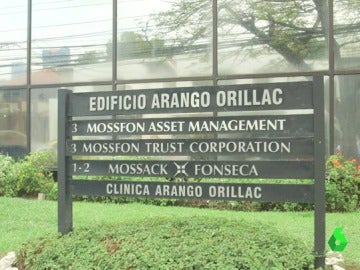 EDIFICIO ARANGO ORILLAC
3 MOSSFON ASSET MANAGEMENT
3 MOSSFON TRUST CORPORATION
1-2 MOSSACK FONSECA
CLINICA ARANGO ORILLAC